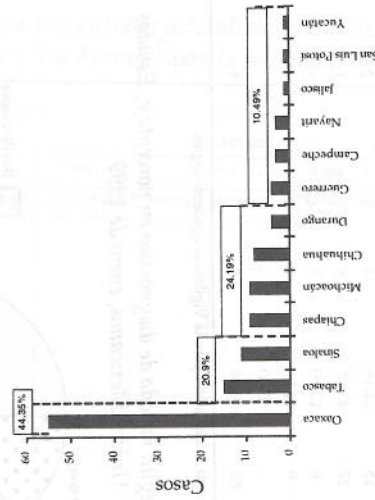 Casos
60
50
40
30
20
10
0
44.35%
20.9%
24.19%
10.49%
Oaxaca
Tabasco
Sinaloa
Chiapas
Michoacán
Chihuahua
Durango
Guerrero
Campeche
Nayarit
Jalisco
San Luis Potosí
Yucatán